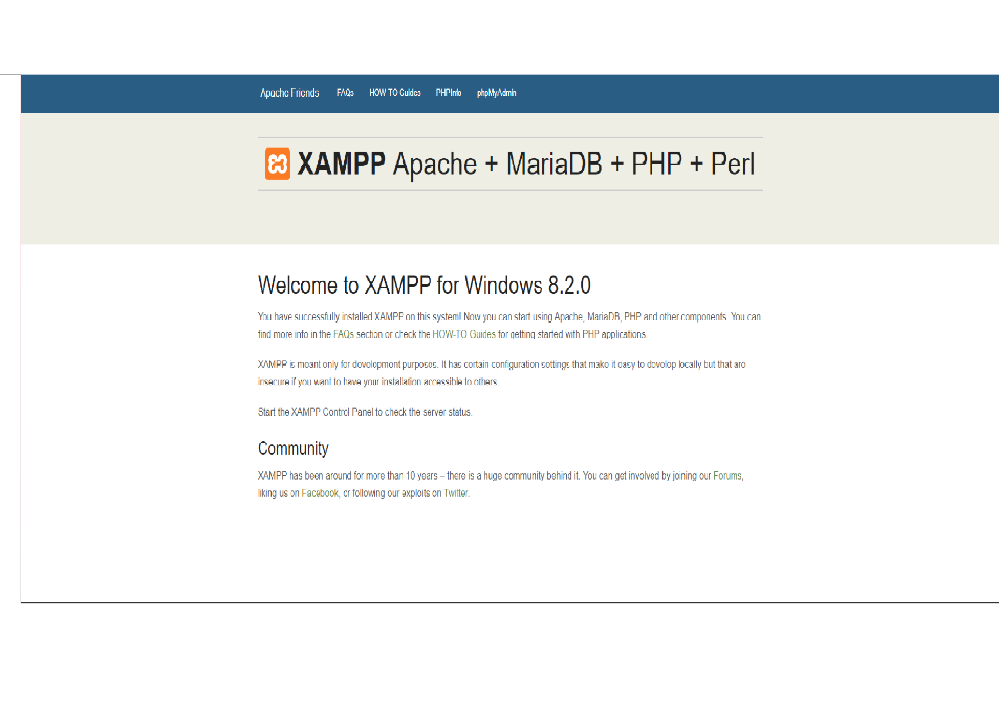 Apache Friends FAQs HOW TO Guides PHPInfo phpMyAdmin
XAMPP Apache + MariaDB + PHP + Perl
Welcome to XAMPP for Windows 8.2.0
You have successfully installed XAMPP on this system! Now you can start using Apache, MariaDB, PHP and other components. You can
find more info in the FAQs section or check the HOW-TO Guides for getting started with PHP applications.
XAMPP is meant only for development purposes. It has certain configuration settings that make it easy to develop locally but that are
insecure if you want to have your installation accessible to others.
Start the XAMPP Control Panel to check the server status.
Community
XAMPP has been around for more than 10 years – there is a huge community behind it. You can get involved by joining our Forums,
liking us on Facebook, or following our exploits on Twitter.